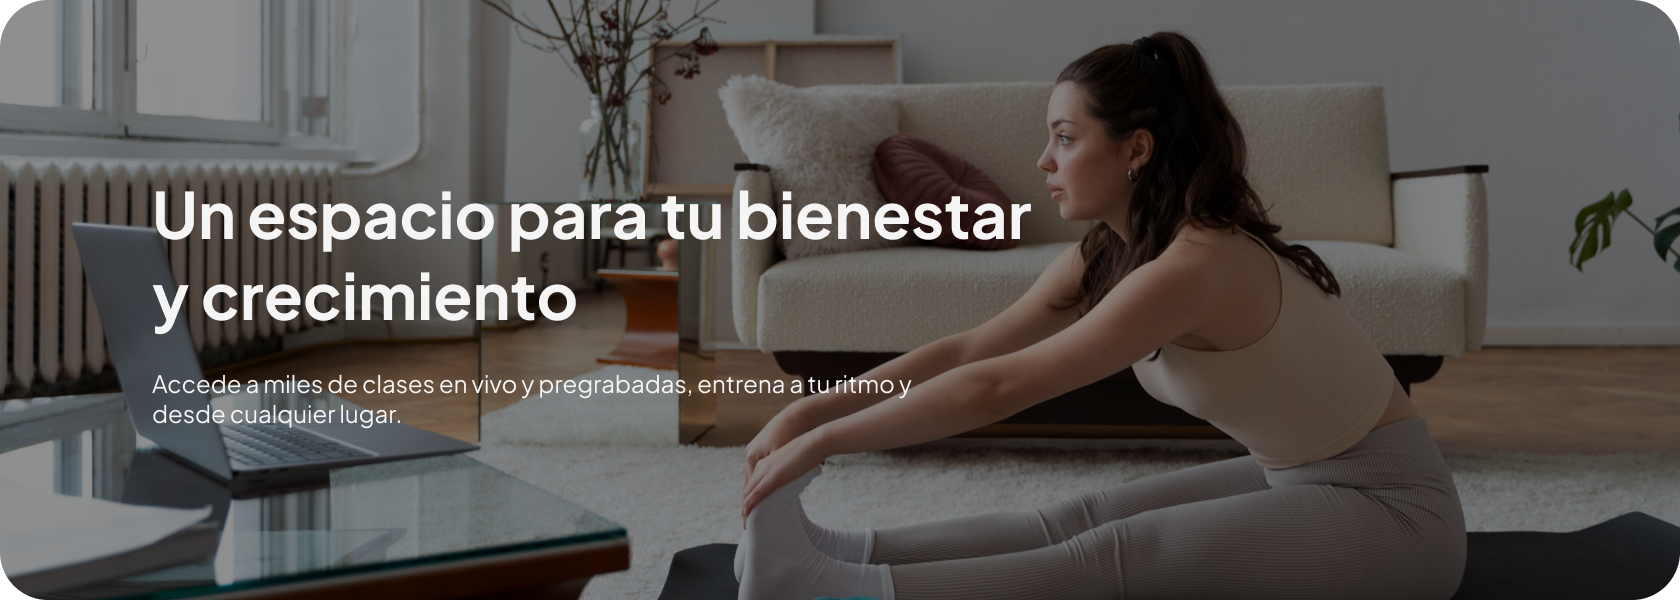 Un espacio para tu bienestar
y crecimiento
Accede a miles de clases en vivo y pregrabadas, entrena a tu ritmo y
desde cualquier lugar.